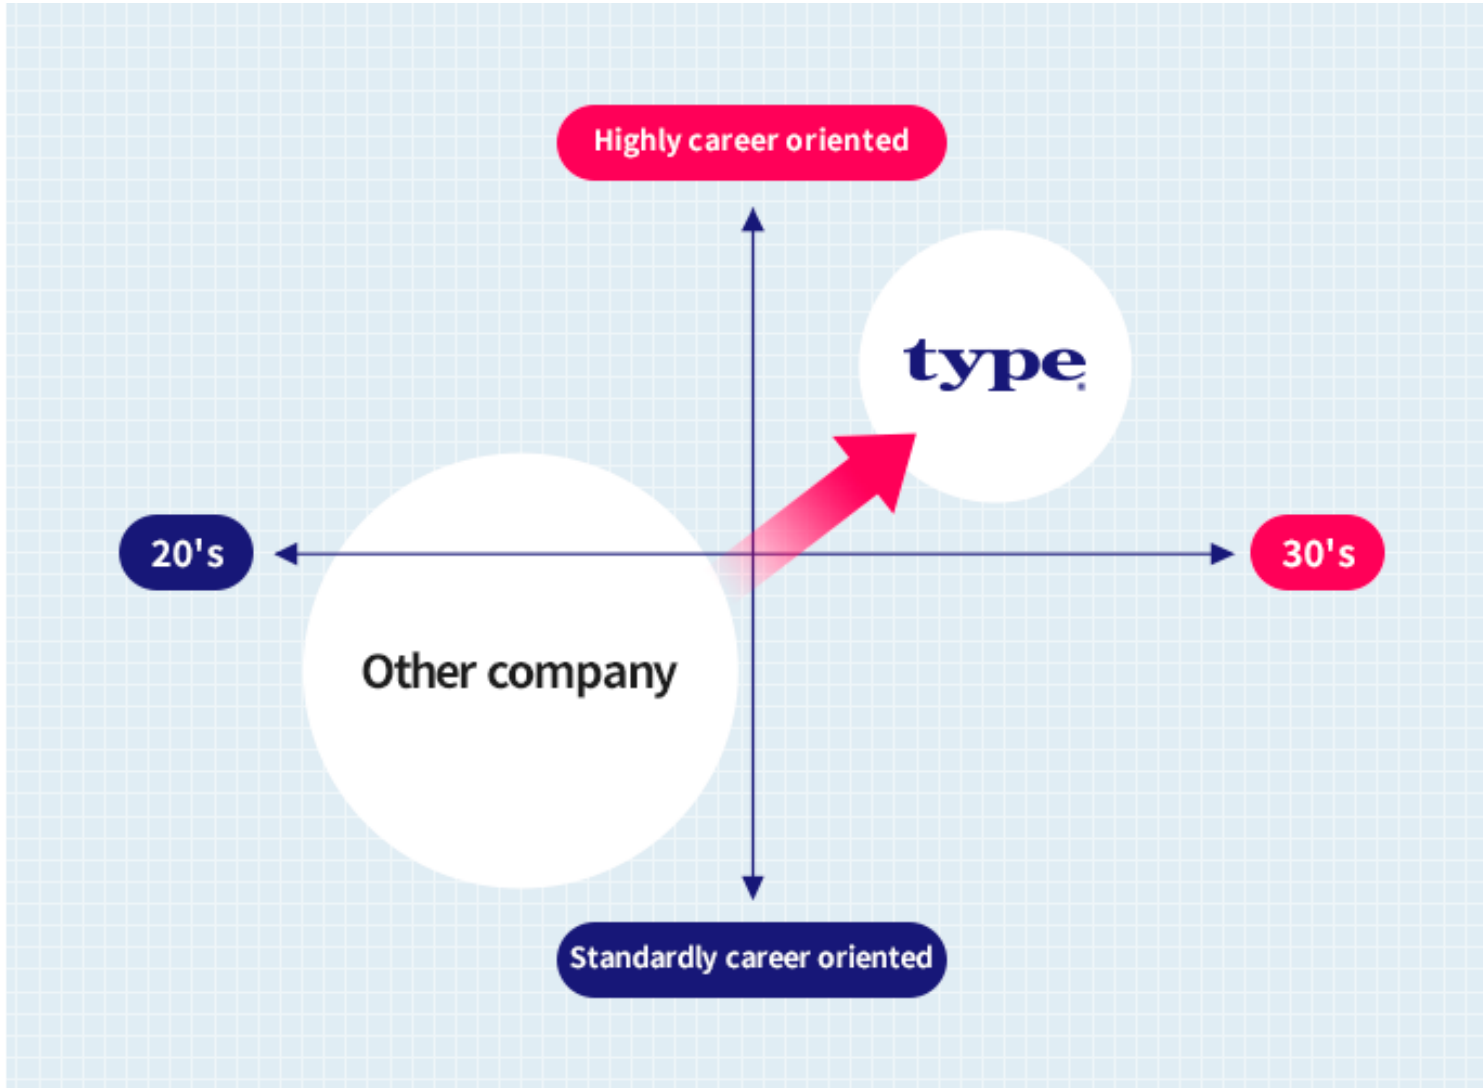 Highly career oriented
type
20's
30's
Other company
Standardly career oriented